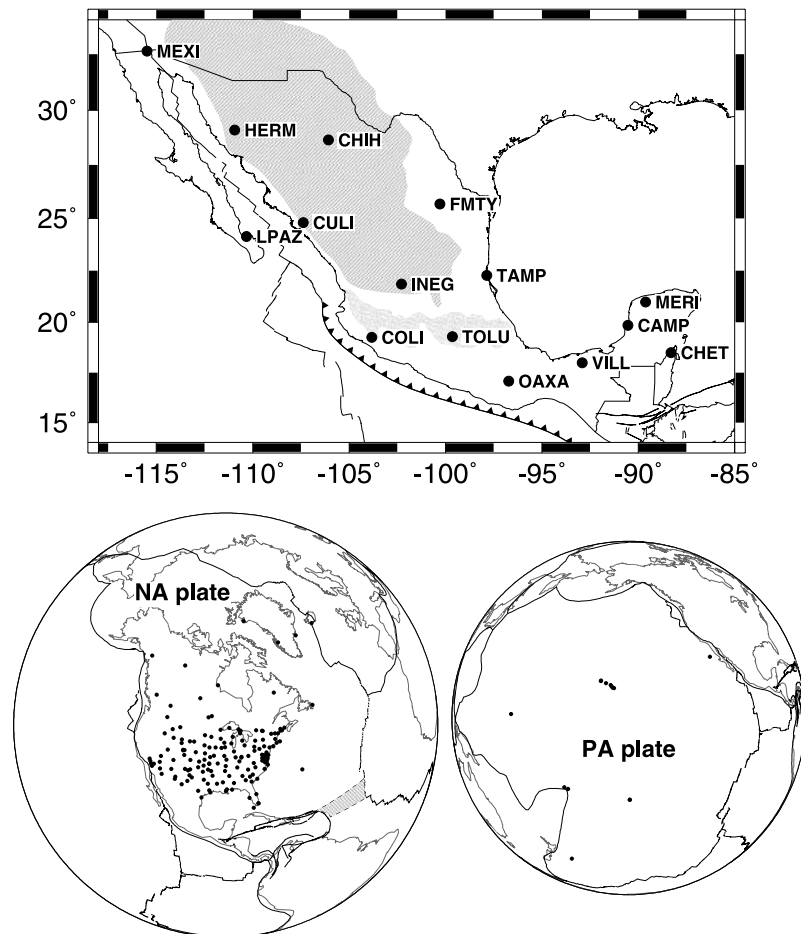 MEXI
30°
HERM
CHIH
FMTY
25°
CULI
LPAZ
INEG
TAMP
MERI
20°
COLI
TOLU
CAMP
CHET
VILL
OAXA
15°
-115° -110° -105° -100° -95° -90° -85°
NA plate
PA plate